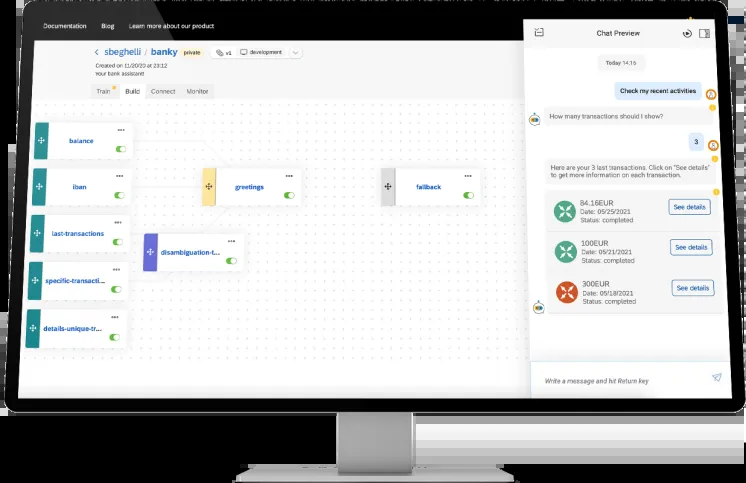 Documentation Blog Learn more about our product
sbeghelli / banky private v1 development
Created on 11/20/20 at 23:12
Your bank assistant!
Train Build Connect Monitor
balance
iban
greetings
fallback
last-transactions
disambiguation-t...
specific-transacti...
details-unique-tr...
Chat Preview
Today 14:16
Check my recent activities
How many transactions should I show?
3
Here are your 3 last transactions. Click on "See details"
to get more information on each transaction.
84.16EUR
Date: 05/25/2021
Status: completed
See details
100EUR
Date: 05/21/2021
Status: completed
See details
300EUR
Date: 05/18/2021
Status: completed
See details
Write a message and hit Return key